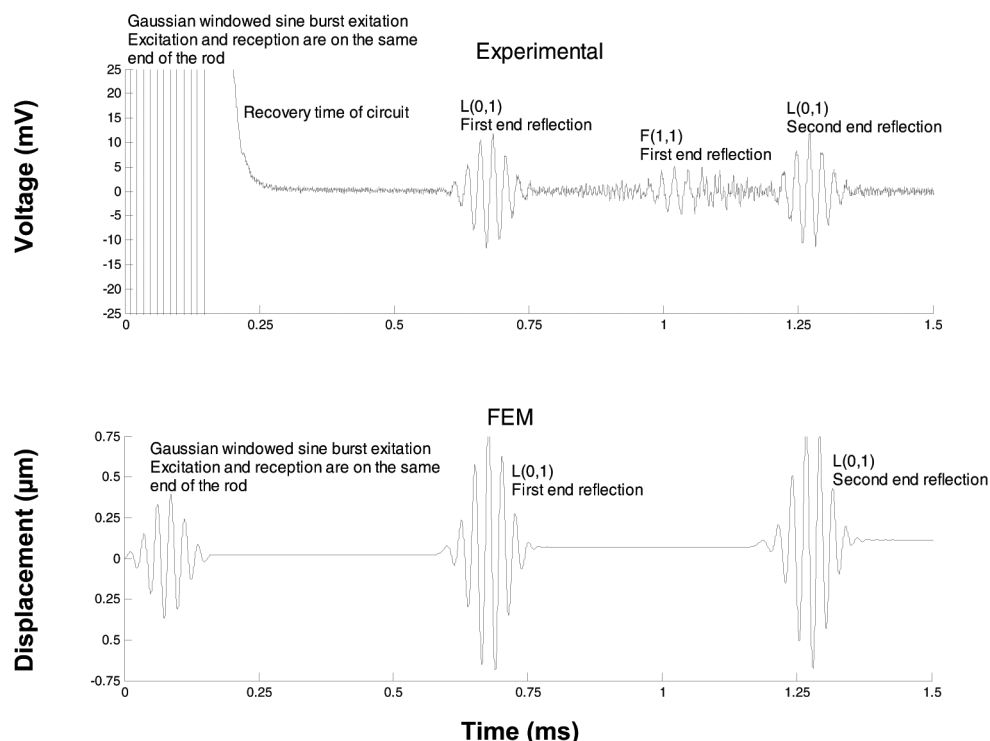 Gaussian windowed sine burst exitation
Excitation and reception are on the same
end of the rod
Experimental
Voltage (mV)
25
20
15
10
5
0
-5
-10
-15
-20
-25
Recovery time of circuit
L(0,1)
First end reflection
F(1,1)
First end reflection
L(0,1)
Second end reflection
0
0.25
0.5
0.75
1
1.25
1.5
FEM
Displacement (μm)
0.75
0.5
0.25
0
0.25
0.5
-0.75
Gaussian windowed sine burst exitation
Excitation and reception are on the same
end of the rod
L(0,1)
First end reflection
L(0,1)
Second end reflection
0
0.25
0.5
0.75
1
1.25
1.5
Time (ms)